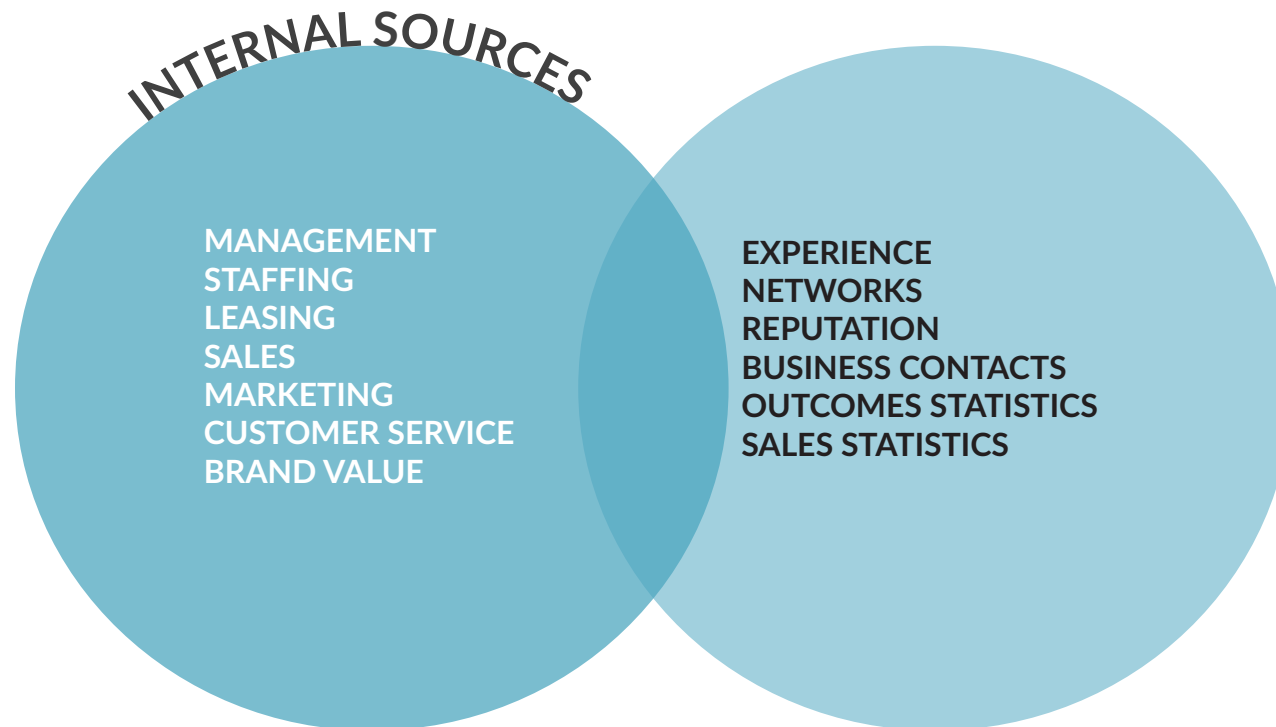 INTERNAL SOURCES
MANAGEMENT
STAFFING
LEASING
SALES
MARKETING
CUSTOMER SERVICE
BRAND VALUE
EXPERIENCE
NETWORKS
REPUTATION
BUSINESS CONTACTS
OUTCOMES STATISTICS
SALES STATISTICS